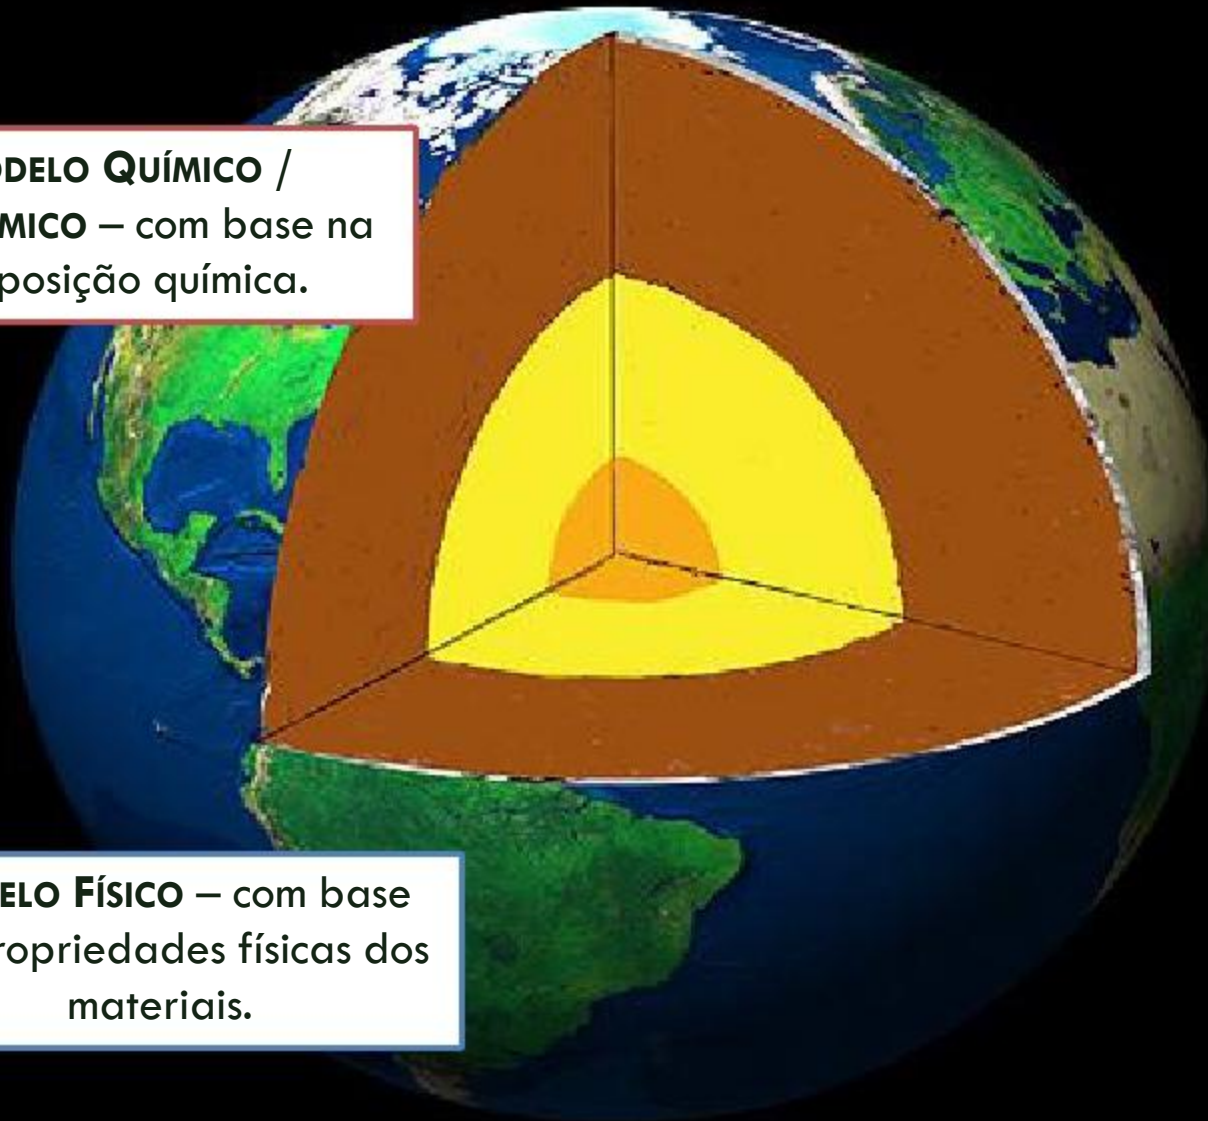 ODELO QUÍMICO /
MICO – com base na
posição química.
ELO FÍSICO – com base
ropriedades físicas dos
materiais.